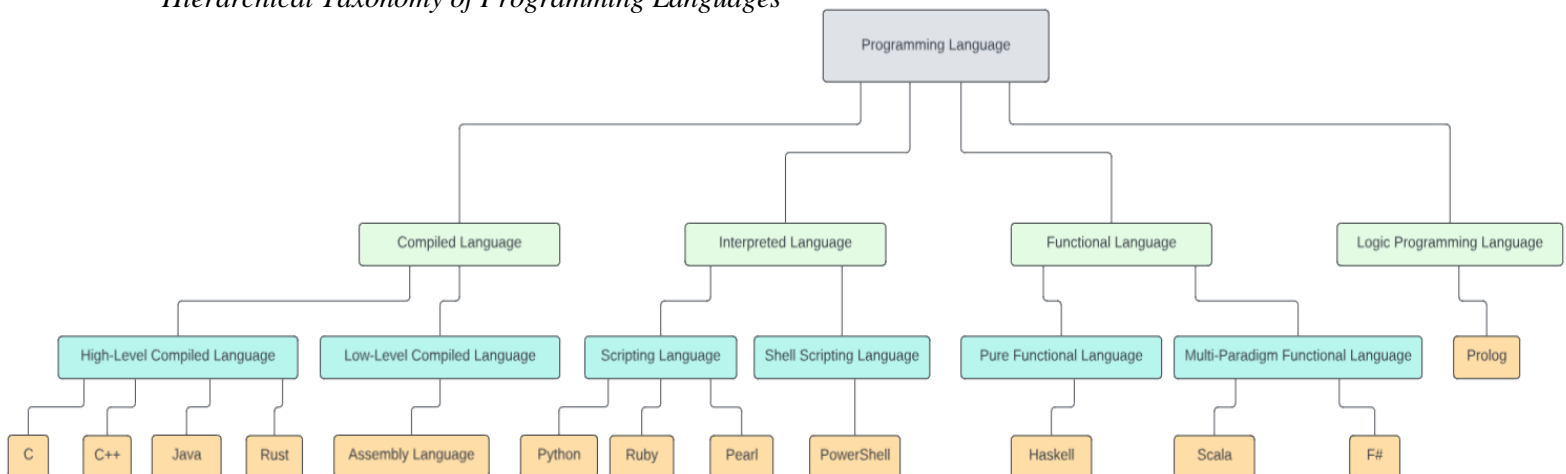 Hierarchical Taxonomy of Programming Languages
Programming Language
Compiled Language
Interpreted Language
Functional Language
Logic Programming Language
High-Level Compiled Language
Low-Level Compiled Language
Scripting Language
Shell Scripting Language
Pure Functional Language
Multi-Paradigm Functional Language
Prolog
C
C++
Java
Rust
Assembly Language
Python
Ruby
Pearl
PowerShell
Haskell
Scala
F#